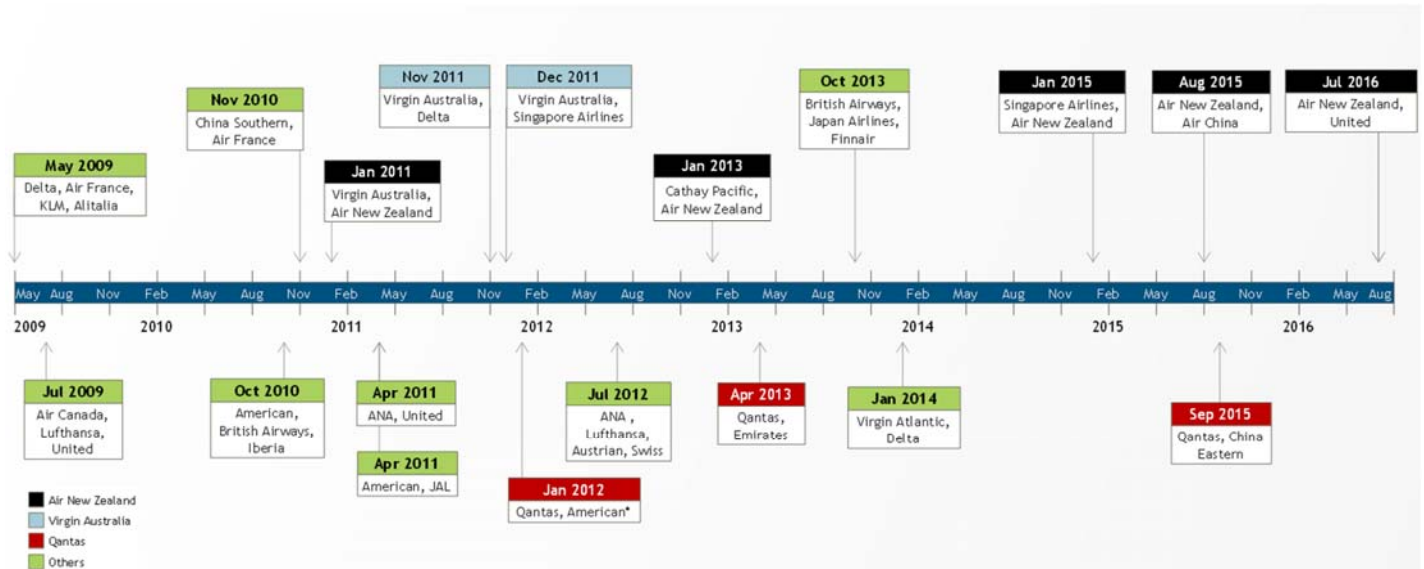 May 2009
Delta, Air France,
KLM, Alitalia
Nov 2010
China Southern,
Air France
Jan 2011
Virgin Australia,
Air New Zealand
Nov 2011
Virgin Australia,
Delta
Dec 2011
Virgin Australia,
Singapore Airlines
Jan 2013
Cathay Pacific,
Air New Zealand
Oct 2013
British Airways,
Japan Airlines,
Finnair
Jan 2015
Singapore Airlines,
Air New Zealand
Aug 2015
Air New Zealand,
Air China
Jul 2016
Air New Zealand,
United
May Aug Nov Feb May Aug Nov Feb May Aug Nov Feb May Aug Nov Feb May Aug Nov Feb May Aug Nov Feb May Aug Nov Feb May Aug
2009 2010 2011 2012 2013 2014 2015 2016
Jul 2009
Air Canada,
Lufthansa,
United
Oct 2010
American,
British Airways,
Iberia
Apr 2011
ANA, United
Apr 2011
American, JAL
Jan 2012
Qantas, American*
Jul 2012
ANA ,
Lufthansa,
Austrian, Swiss
Apr 2013
Qantas,
Emirates
Jan 2014
Virgin Atlantic,
Delta
Sep 2015
Qantas, China
Eastern
Air New Zealand
Virgin Australia
Qantas
Others